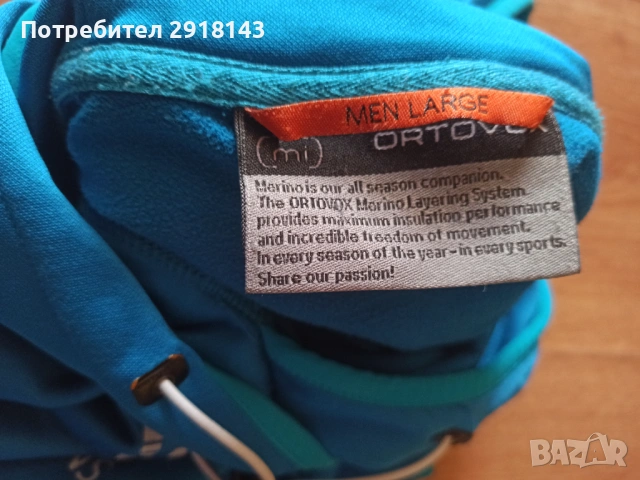 Потребител 2918143
MEN LARGE
(mi) ORTOVOX
Merino is our all season companion.
The ORTOVOX Merino Layering System
provides maximum insulation performance
and incredible freedom of movement.
In every season of the year – in every sports.
Share our passion!
BAZAR